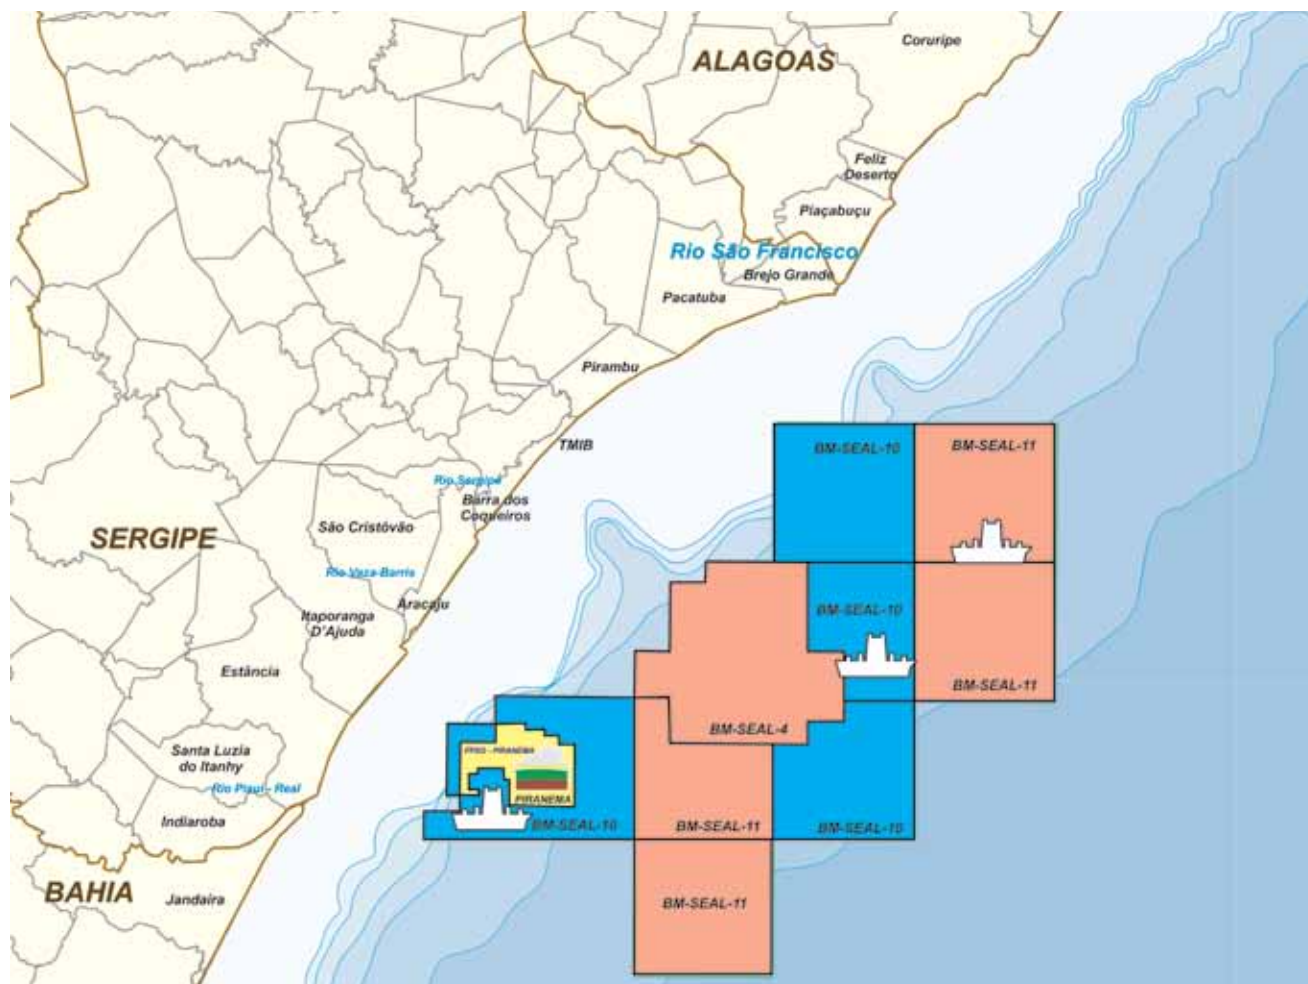 Coruripe
ALAGOAS
Feliz
Deserto
Piaçabuçu
Rio São Francisco
Brejo Grande
Pacatuba
Pirambu
TMIB
BM-SEAL-10
BM-SEAL-11
Rio Sergipe
Barra dos
Coqueiros
São Cristóvão
SERGIPE
Rio Vaza Barris
Aracaju
Itaporanga
D'Ajuda
BM-SEAL-10
Estância
BM-SEAL-11
BM-SEAL-4
Santa Luzia
do Itanhy
FPSO - PIRANEMA
Rio Piauí - Real
PIRANEMA
Indiaroba
BM-SEAL-10
BM-SEAL-11
BM-SEAL-10
BAHIA
Jandaíra
BM-SEAL-11